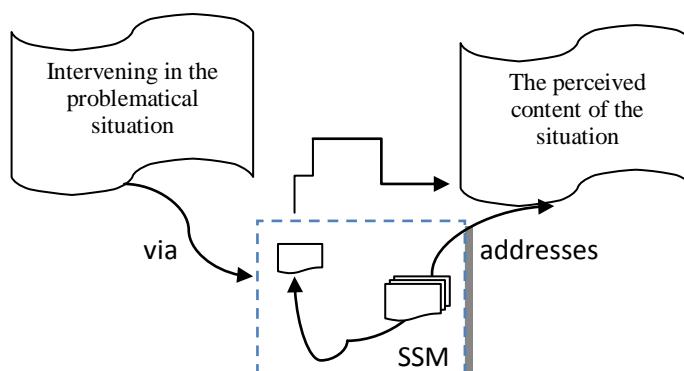 Intervening in the
problematical
situation
The perceived
content of the
situation
via
addresses
SSM